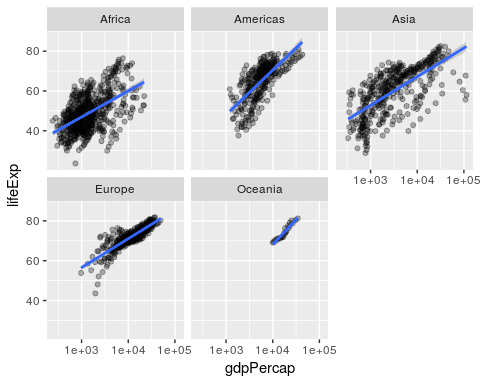 Africa
Americas
Asia
80
60
40
1e+03
1e+04
1e+05
Europe
Oceania
80
60
40
1e+03
1e+04
1e+05
1e+03
1e+04
1e+05
lifeExp
gdpPercap